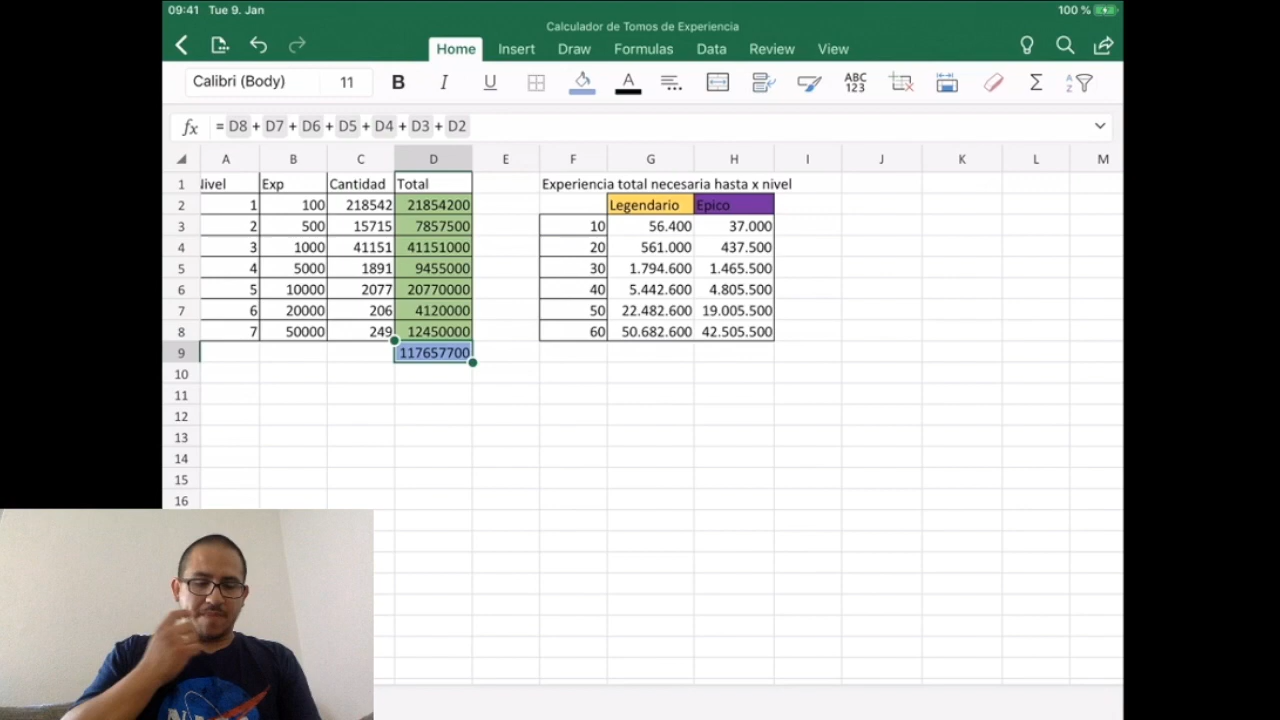 09:41 Tue 9. Jan 100 %
Calculador de Tomos de Experiencia
Home Insert Draw Formulas Data Review View
Calibri (Body) 11 B I U A ABC 123 Σ A Z
fx = D8 + D7 + D6 + D5 + D4 + D3 + D2
A B C D E F G H I J K L M
1 Nivel Exp Cantidad Total Experiencia total necesaria hasta x nivel
2 1 100 218542 21854200 Legendario Epico
3 2 500 15715 7857500 10 56.400 37.000
4 3 1000 41151 41151000 20 561.000 437.500
5 4 5000 1891 9455000 30 1.794.600 1.465.500
6 5 10000 2077 20770000 40 5.442.600 4.805.500
7 6 20000 206 4120000 50 22.482.600 19.005.500
8 7 50000 249 12450000 60 50.682.600 42.505.500
9 117657700
10
11
12
13
14
15
16
NASA